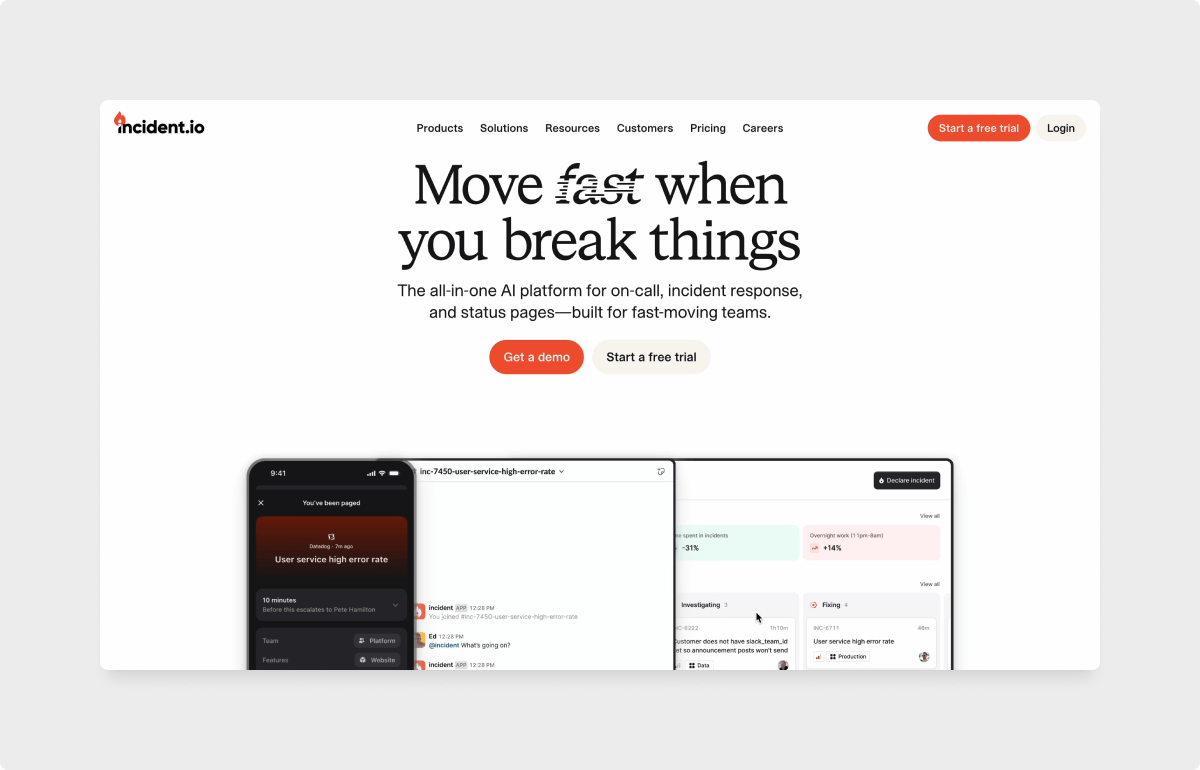 incident.io
Products Solutions Resources Customers Pricing Careers
Start a free trial
Login
Move fast when
you break things
The all-in-one AI platform for on-call, incident response,
and status pages—built for fast-moving teams.
Get a demo
Start a free trial
9:41
You've been paged
Datadog · 7m ago
User service high error rate
10 minutes
Before this escalates to Pete Hamilton
Team
Platform
Features
Website
inc-7450-user-service-high-error-rate
incident APP 12:28 PM
You joined #inc-7450-user-service-high-error-rate
Ed 12:28 PM
@incident What's going on?
incident APP 12:28 PM
Declare incident
View all
spent in incidents
-31%
Overnight work (11pm-8am)
+14%
View all
Investigating 3
NC-6222 1h10m
ustomer does not have slack_team_id
et so announcement posts won't send
Data
Fixing 4
INC-6711 48m
User service high error rate
Production